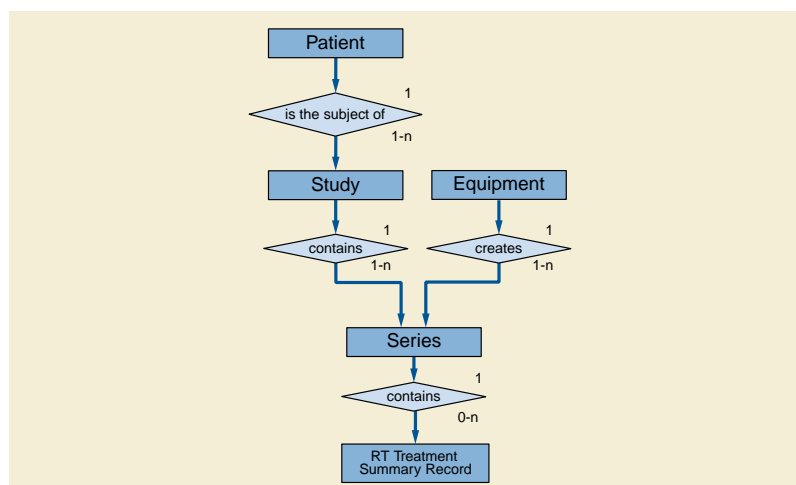 Patient
1
is the subject of
1-n
Study
Equipment
1
contains
1-n
1
creates
1-n
Series
1
contains
0-n
RT Treatment
Summary Record